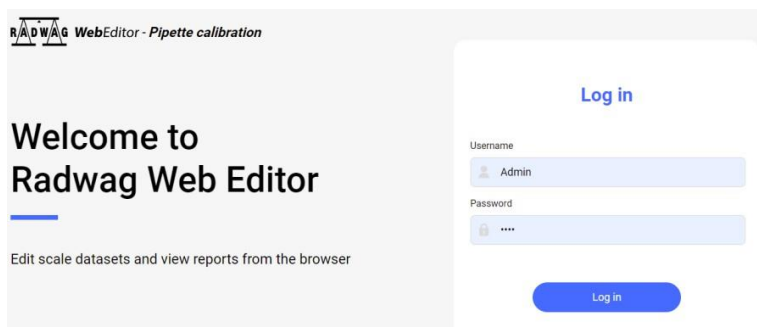 RADWAG WebEditor - Pipette calibration
Welcome to
Radwag Web Editor
Edit scale datasets and view reports from the browser
Log in
Username
Admin
Password
••••
Log in